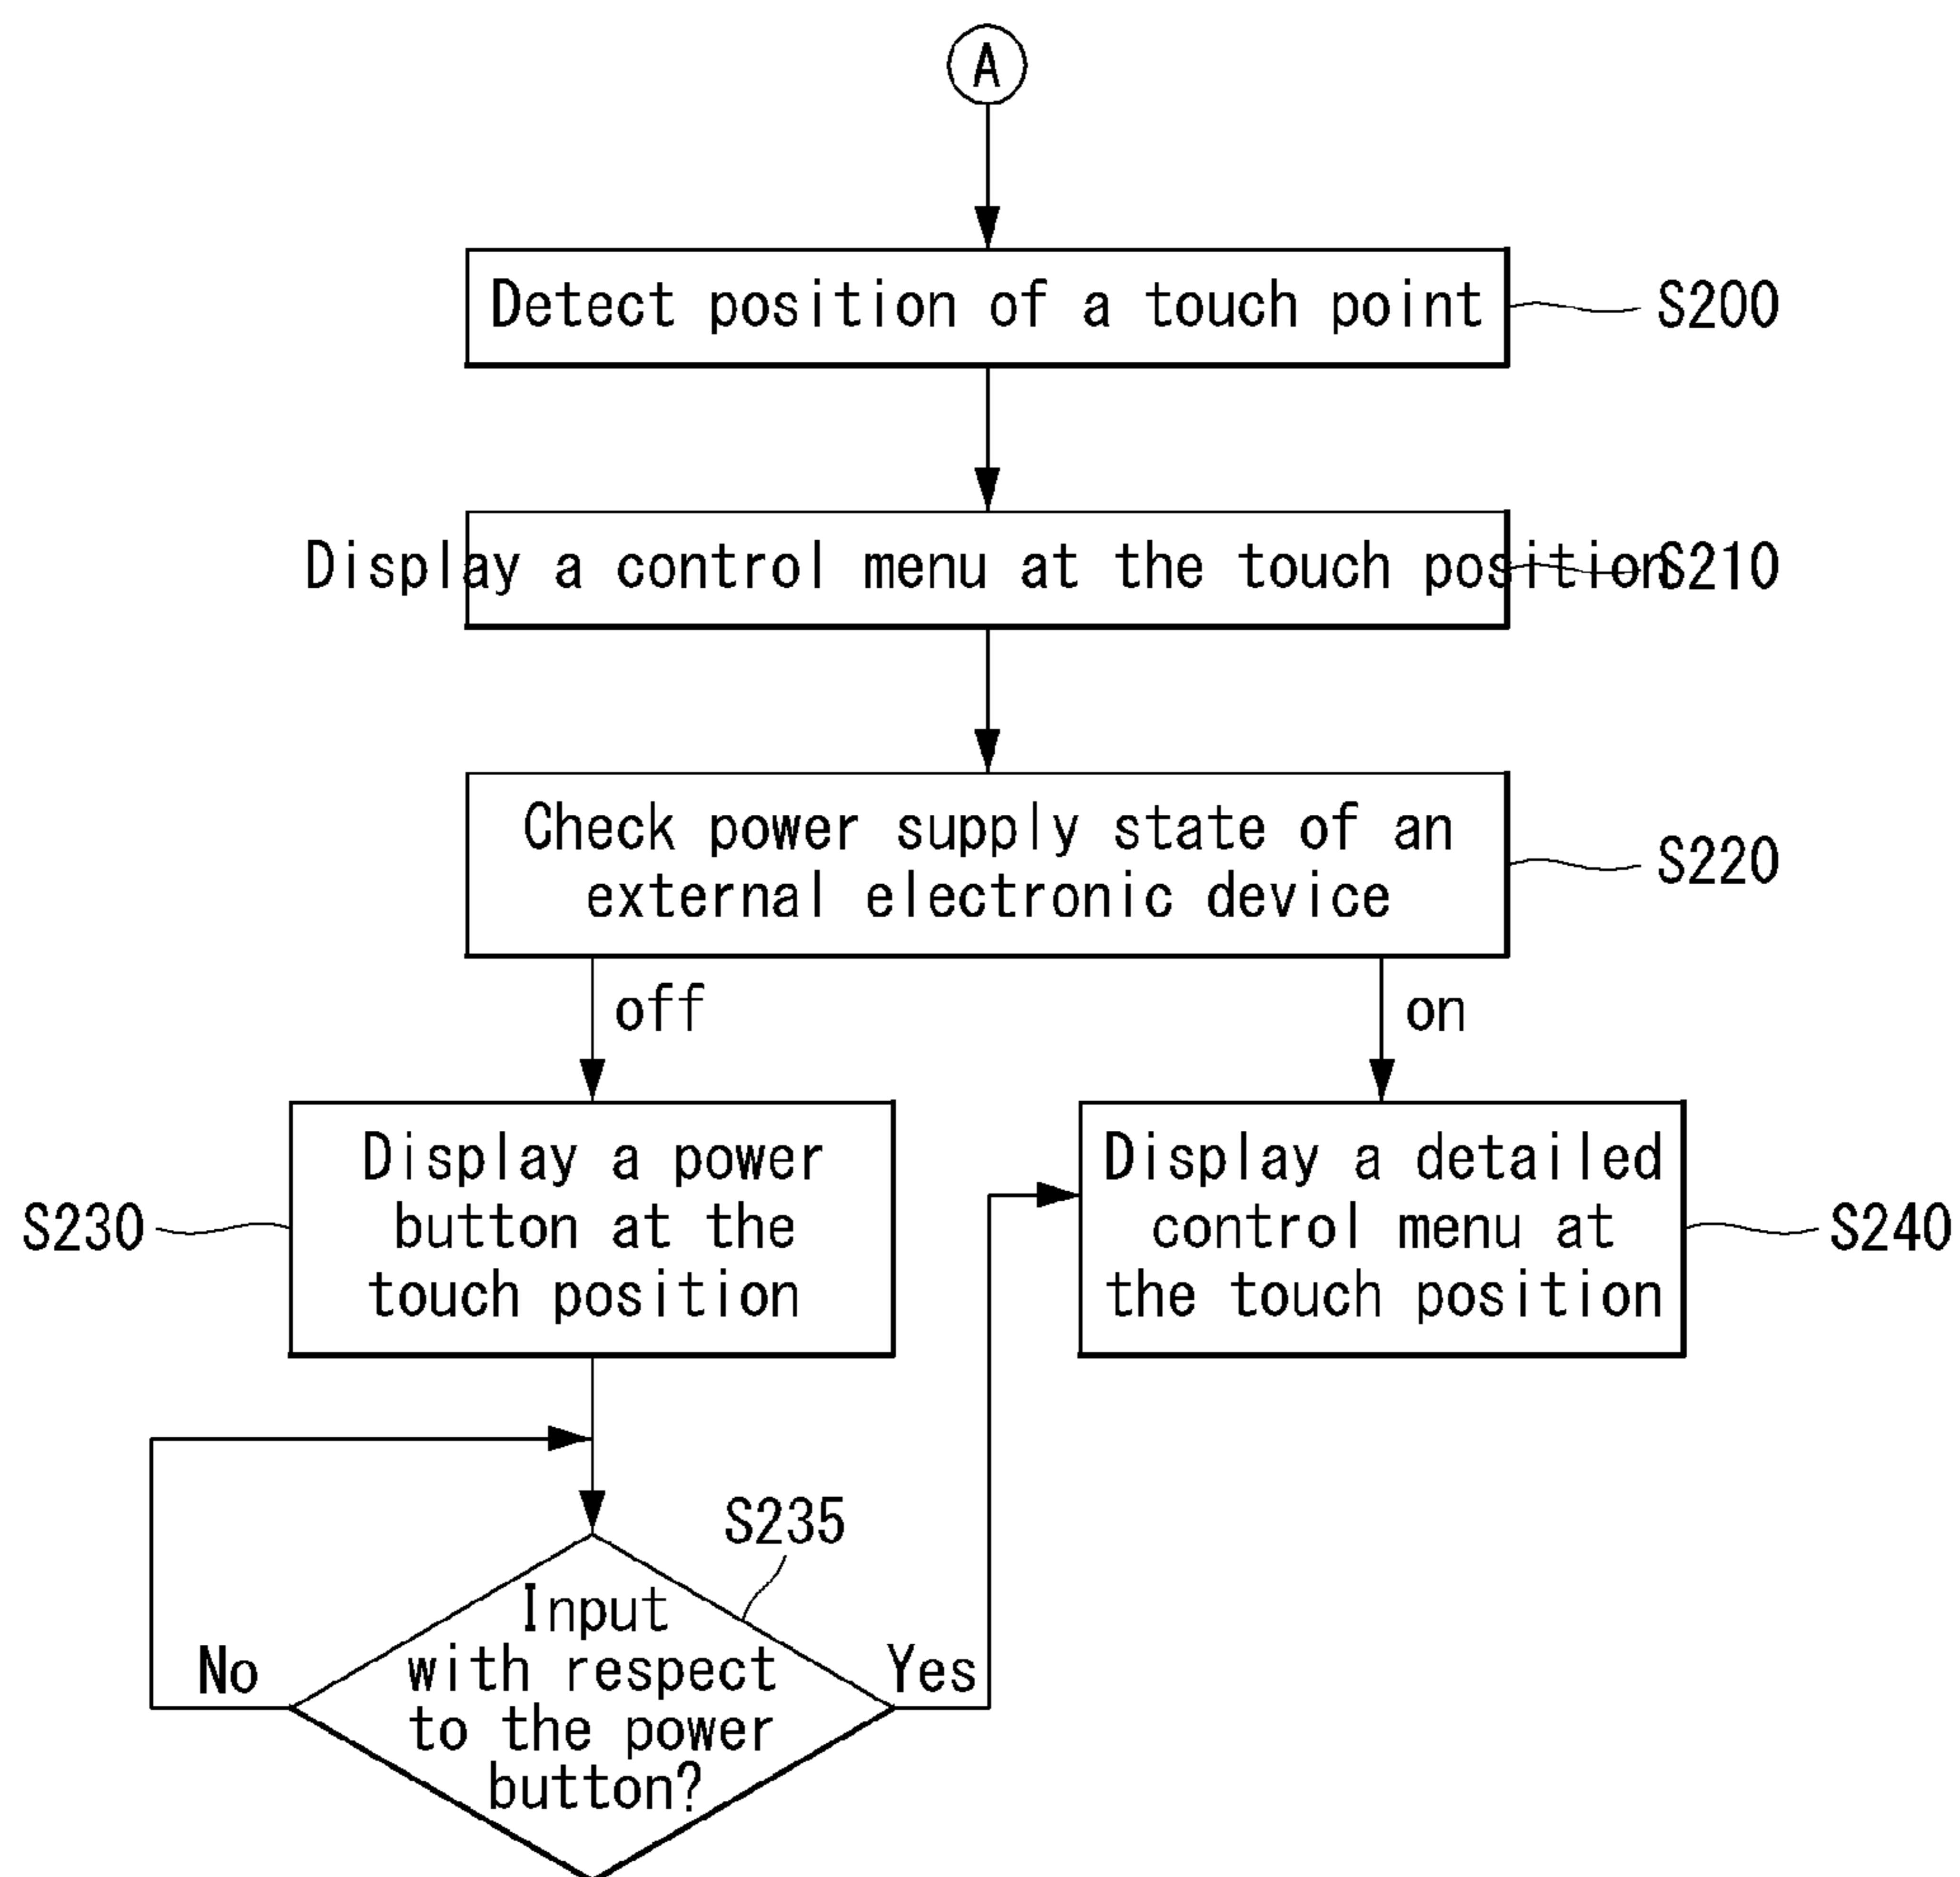 A
Detect position of a touch point
S200
Display a control menu at the touch position
S210
Check power supply state of an
external electronic device
S220
off
on
Display a power
button at the
touch position
S230
Display a detailed
control menu at
the touch position
S240
S235
Input
with respect
to the power
button?
No
Yes